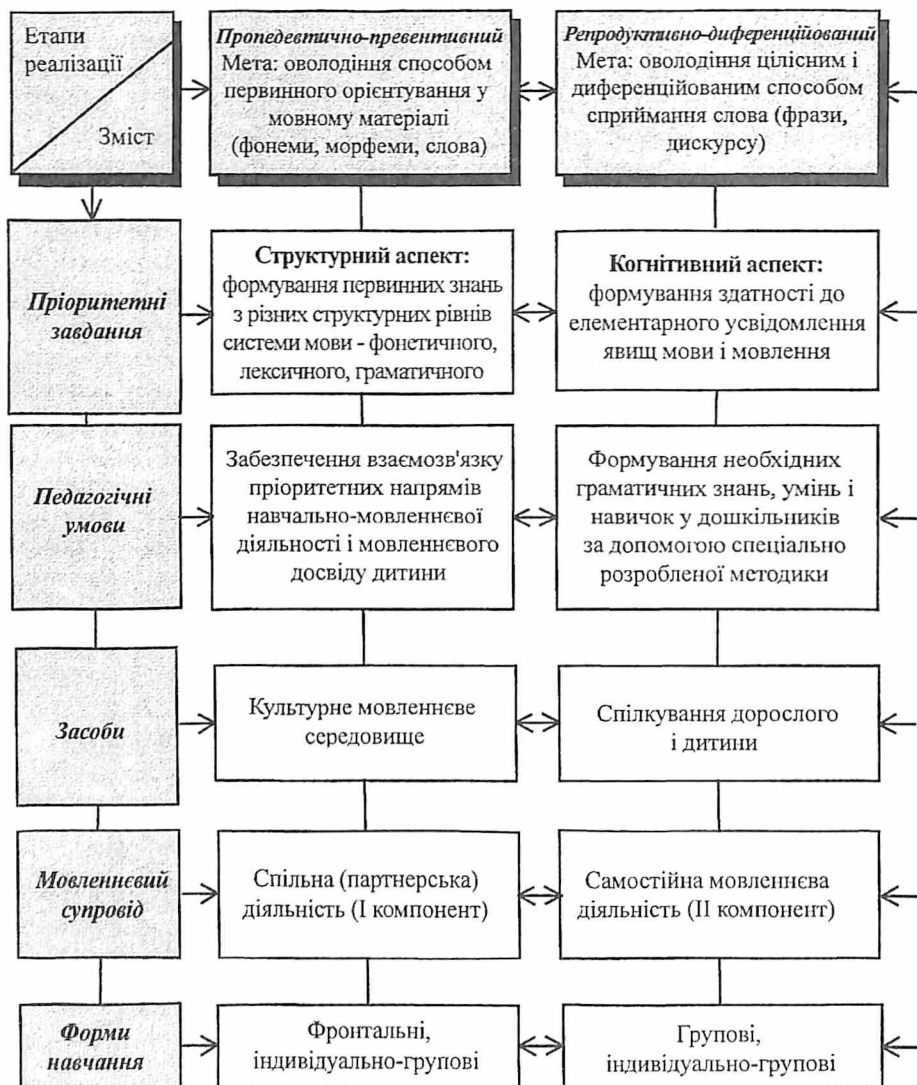 Етапи
реалізації
Зміст
Пропедевтично-превентивний
Мета: оволодіння способом
первинного орієнтування у
мовному матеріалі
(фонеми, морфеми, слова)
Репродуктивно-диференційований
Мета: оволодіння цілісним і
диференційованим способом
сприймання слова (фрази,
дискурсу)
Пріоритетні
завдання
Структурний аспект:
формування первинних знань
з різних структурних рівнів
системи мови - фонетичного,
лексичного, граматичного
Когнітивний аспект:
формування здатності до
елементарного усвідомлення
явищ мови і мовлення
Педагогічні
умови
Забезпечення взаємозв'язку
пріоритетних напрямів
навчально-мовленнєвої
діяльності і мовленнєвого
досвіду дитини
Формування необхідних
граматичних знань, умінь і
навичок у дошкільників
за допомогою спеціально
розробленої методики
Засоби
Культурне мовленнєве
середовище
Спілкування дорослого
і дитини
Мовленнєвий
супровід
Спільна (партнерська)
діяльність (І компонент)
Самостійна мовленнєва
діяльність (ІІ компонент)
Форми
навчання
Фронтальні,
індивідуально-групові
Групові,
індивідуально-групові